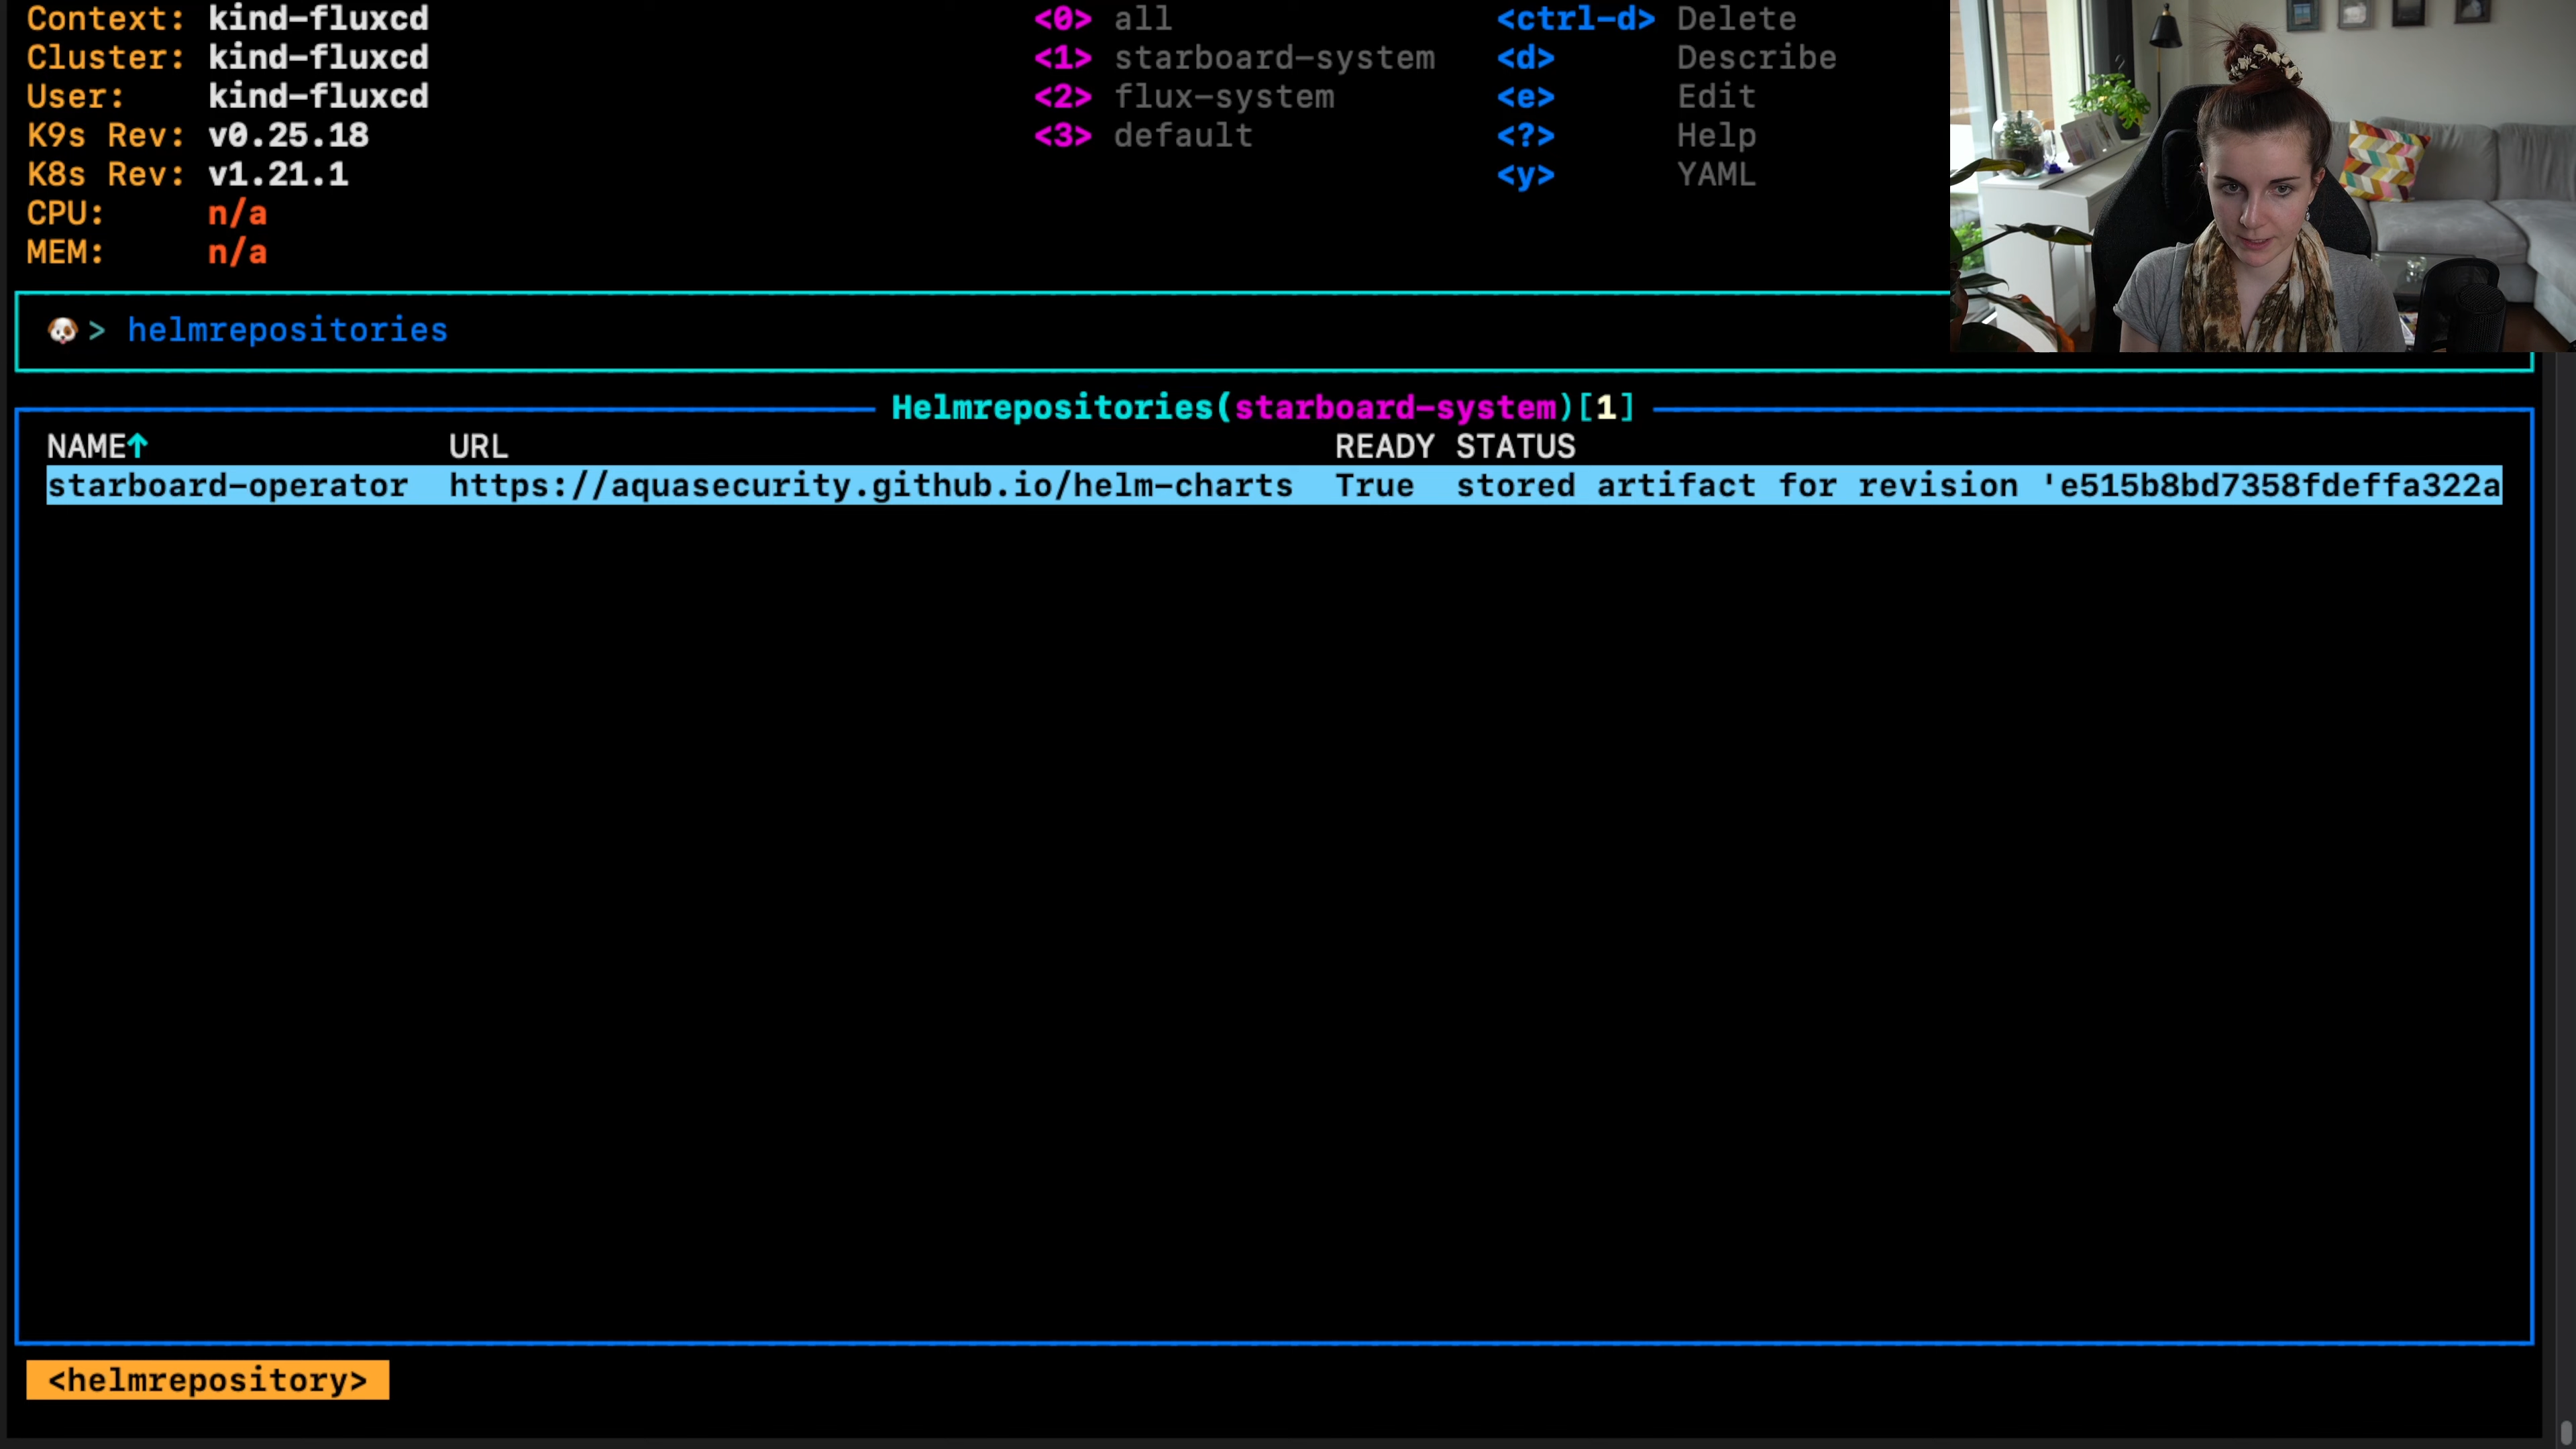 Context: kind-fluxcd
Cluster: kind-fluxcd
User: kind-fluxcd
K9s Rev: v0.25.18
K8s Rev: v1.21.1
CPU: n/a
MEM: n/a
<0> all
<1> starboard-system
<2> flux-system
<3> default
<ctrl-d> Delete
<d> Describe
<e> Edit
<?> Help
<y> YAML
> helmrepositories
Helmrepositories(starboard-system)[1]
NAME↑ URL READY STATUS
starboard-operator https://aquasecurity.github.io/helm-charts True stored artifact for revision 'e515b8bd7358fdeffa322a
<helmrepository>